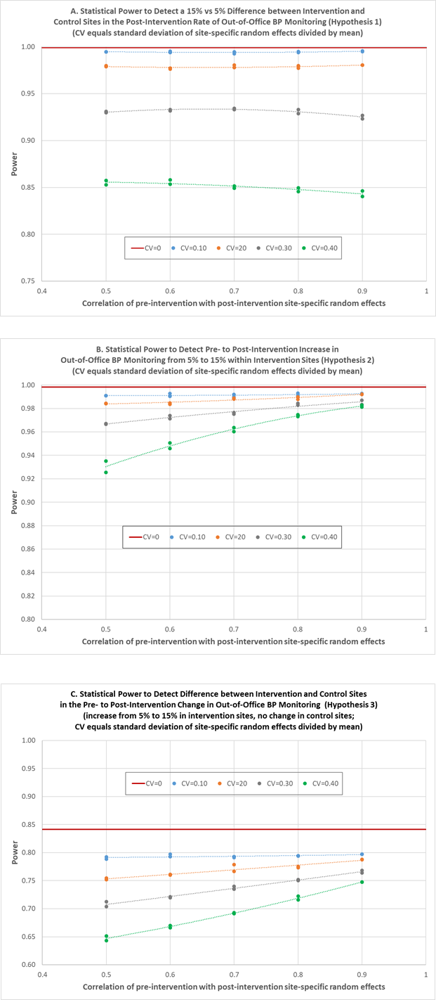 A. Statistical Power to Detect a 15% vs 5% Difference between Intervention and
Control Sites in the Post-Intervention Rate of Out-of-Office BP Monitoring (Hypothesis 1)
(CV equals standard deviation of site-specific random effects divided by mean)
1.00
0.95
0.90
0.85
0.80
0.75
Power
CV=0 CV=0.10 CV=20 CV=0.30 CV=0.40
0.4 0.5 0.6 0.7 0.8 0.9 1
Correlation of pre-intervention with post-intervention site-specific random effects
B. Statistical Power to Detect Pre- to Post-Intervention Increase in
Out-of-Office BP Monitoring from 5% to 15% within Intervention Sites (Hypothesis 2)
(CV equals standard deviation of site-specific random effects divided by mean)
1.00
0.98
0.96
0.94
0.92
0.90
0.88
0.86
0.84
0.82
0.80
Power
CV=0 CV=0.10 CV=20 CV=0.30 CV=0.40
0.4 0.5 0.6 0.7 0.8 0.9 1
Correlation of pre-intervention with post-intervention site-specific random effects
C. Statistical Power to Detect Difference between Intervention and Control Sites
in the Pre- to Post-Intervention Change in Out-of-Office BP Monitoring (Hypothesis 3)
(increase from 5% to 15% in intervention sites, no change in control sites;
CV equals standard deviation of site-specific random effects divided by mean)
1.00
0.95
0.90
0.85
0.80
0.75
0.70
0.65
0.60
Power
CV=0 CV=0.10 CV=20 CV=0.30 CV=0.40
0.4 0.5 0.6 0.7 0.8 0.9 1
Correlation of pre-intervention with post-intervention site-specific random effects